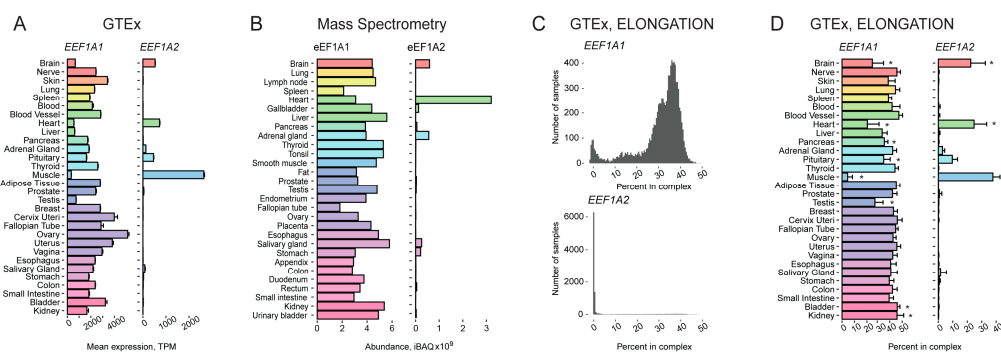 A GTEx
EEF1A1 EEF1A2
Brain
Nerve
Skin
Lung
Spleen
Blood
Blood Vessel
Heart
Liver
Pancreas
Adrenal Gland
Pituitary
Thyroid
Muscle
Adipose Tissue
Prostate
Testis
Breast
Cervix Uteri
Fallopian Tube
Ovary
Uterus
Vagina
Esophagus
Salivary Gland
Stomach
Colon
Small Intestine
Bladder
Kidney
0 2000 4000 0 2000 4000
Mean expression, TPM
B Mass Spectrometry
eEF1A1 eEF1A2
Brain
Lung
Lymph node
Spleen
Heart
Gallbladder
Liver
Pancreas
Adrenal gland
Thyroid
Tonsil
Smooth muscle
Fat
Prostate
Testis
Endometrium
Fallopian tube
Ovary
Placenta
Esophagus
Salivary gland
Stomach
Appendix
Colon
Duodenum
Rectum
Small intestine
Kidney
Urinary bladder
0 2 4 6 0 1 2 3
Abundance, iBAQ x10⁹
C GTEx, ELONGATION
EEF1A1
Number of samples
400
300
200
100
0
0 10 20 30 40 50 60
Percent in complex
EEF1A2
Number of samples
6000
4000
2000
0
0 10 20 30 40 50 60
Percent in complex
D GTEx, ELONGATION
EEF1A1 EEF1A2
Brain * *
Nerve
Skin
Lung
Spleen
Blood
Blood Vessel
Heart * *
Liver
Pancreas *
Adrenal Gland
Pituitary *
Thyroid
Muscle *
Adipose Tissue
Prostate
Testis *
Breast
Cervix Uteri
Fallopian Tube
Ovary
Uterus
Vagina
Esophagus
Salivary Gland
Stomach
Colon
Small Intestine
Bladder *
Kidney *
0 10 20 30 40 50 0 10 20 30 40
Percent in complex